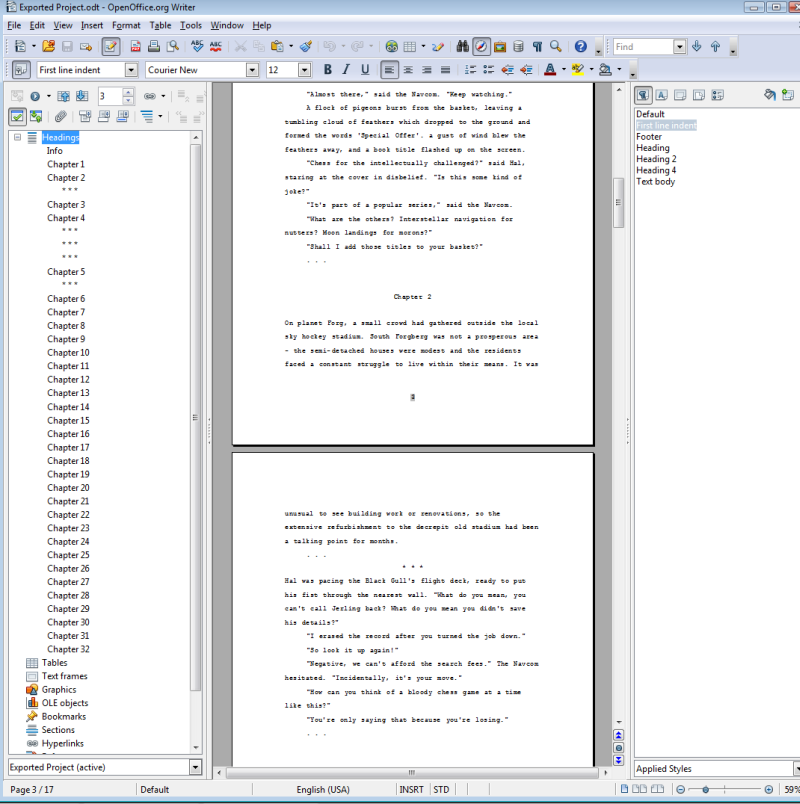 Exported Project.odt - OpenOffice.org Writer
File Edit View Insert Format Table Tools Window Help
Find
First line indent Courier New 12
3
Headings
Info
Chapter 1
Chapter 2
* * *
Chapter 3
Chapter 4
* * *
* * *
* * *
Chapter 5
* * *
Chapter 6
Chapter 7
Chapter 8
Chapter 9
Chapter 10
Chapter 11
Chapter 12
Chapter 13
Chapter 14
Chapter 15
Chapter 16
Chapter 17
Chapter 18
Chapter 19
Chapter 20
Chapter 21
Chapter 22
Chapter 23
Chapter 24
Chapter 25
Chapter 26
Chapter 27
Chapter 28
Chapter 29
Chapter 30
Chapter 31
Chapter 32
Tables
Text frames
Graphics
OLE objects
Bookmarks
Sections
Hyperlinks
Exported Project (active)
"Almost there," said the Navcom. "Keep watching."
A flock of pigeons burst from the basket, leaving a
tumbling cloud of feathers which dropped to the ground and
formed the words 'Special Offer'. a gust of wind blew the
feathers away, and a book title flashed up on the screen.
"Chess for the intellectually challenged?" said Hal,
staring at the cover in disbelief. "Is this some kind of
joke?"
"It's part of a popular series," said the Navcom.
"What are the others? Interstellar navigation for
nutters? Moon landings for morons?"
"Shall I add those titles to your basket?"
. . .
Chapter 2
On planet Forg, a small crowd had gathered outside the local
sky hockey stadium. South Forgberg was not a prosperous area
- the semi-detached houses were modest and the residents
faced a constant struggle to live within their means. It was
unusual to see building work or renovations, so the
extensive refurbishment to the decrepit old stadium had been
a talking point for months.
. . .
* * *
Hal was pacing the Black Gull's flight deck, ready to put
his fist through the nearest wall. "What do you mean, you
can't call Jerling back? What do you mean you didn't save
his details?"
"I erased the record after you turned the job down."
"So look it up again!"
"Negative, we can't afford the search fees." The Navcom
hesitated. "Incidentally, it's your move."
"How can you think of a bloody chess game at a time
like this?"
"You're only saying that because you're losing."
. . .
Default
First line indent
Footer
Heading
Heading 2
Heading 4
Text body
Applied Styles
Page 3 / 17 Default English (USA) INSRT STD 59%